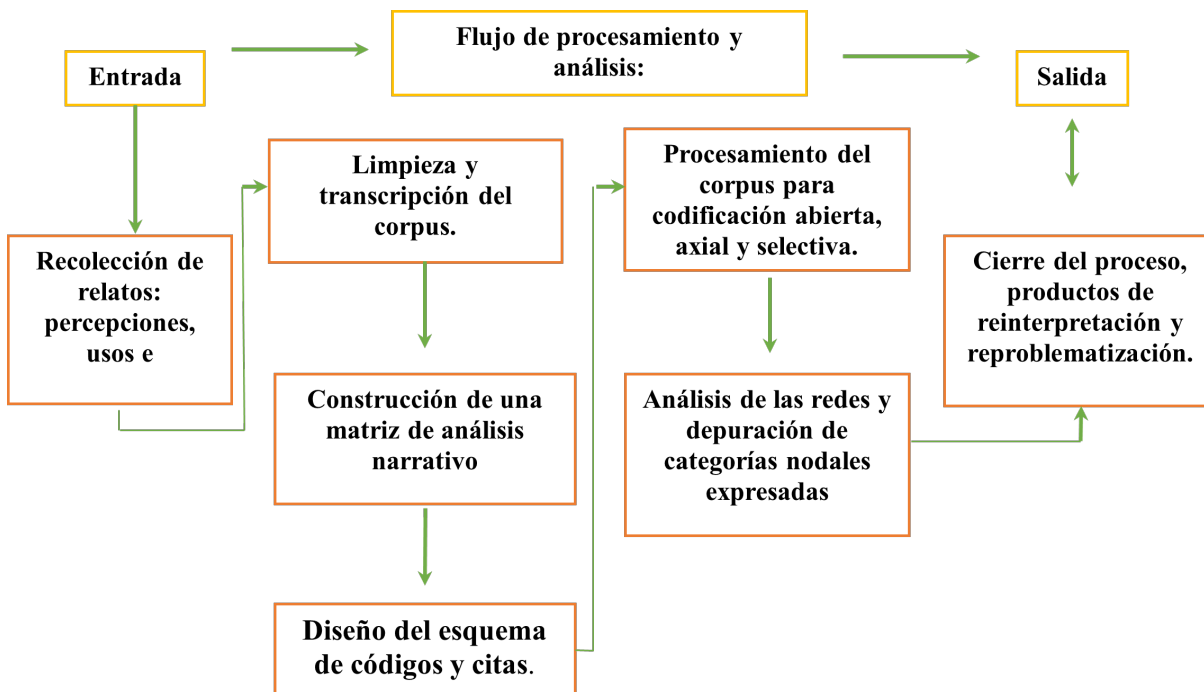 Entrada
Flujo de procesamiento y
análisis:
Salida
Recolección de
relatos:
percepciones,
usos e
Limpieza y
transcripción del
corpus.
Construcción de una
matriz de análisis
narrativo
Diseño del esquema
de códigos y citas.
Procesamiento del
corpus para
codificación abierta,
axial y selectiva.
Análisis de las redes y
depuración de
categorías nodales
expresadas
Cierre del proceso,
productos de
reinterpretación y
reproblematización.